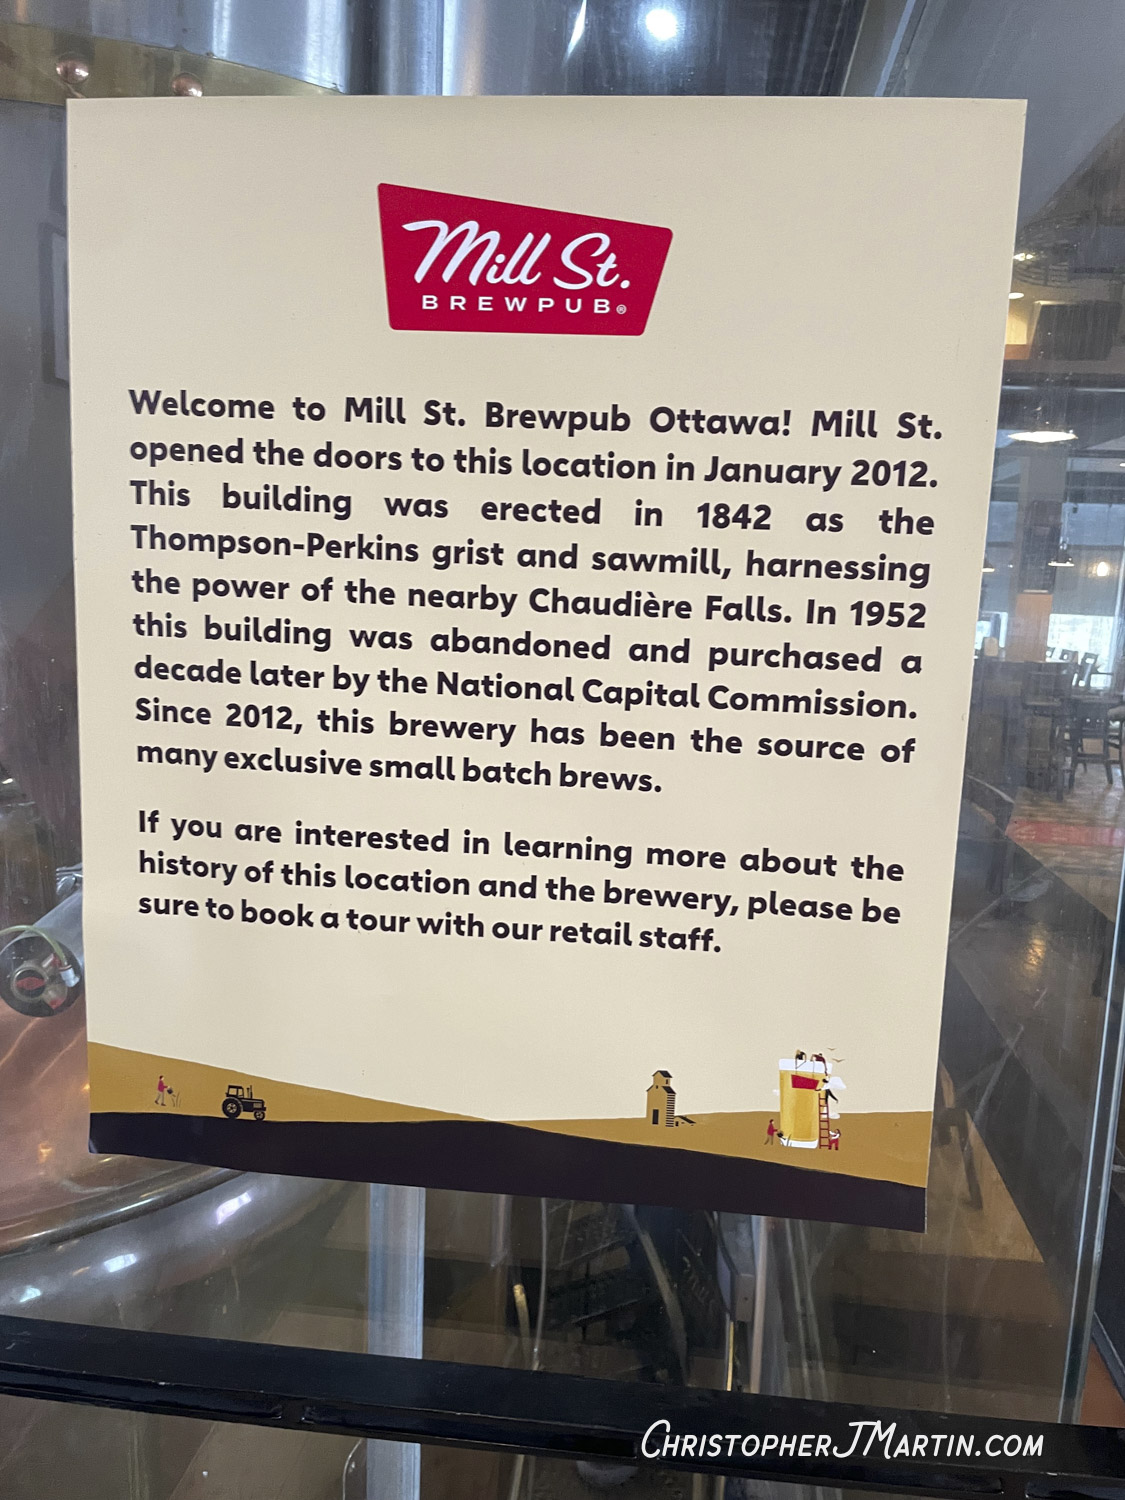 Mill St.
BREWPUB®
Welcome to Mill St. Brewpub Ottawa! Mill St.
opened the doors to this location in January 2012.
This building was erected in 1842 as the
Thompson-Perkins grist and sawmill, harnessing
the power of the nearby Chaudière Falls. In 1952
this building was abandoned and purchased a
decade later by the National Capital Commission.
Since 2012, this brewery has been the source of
many exclusive small batch brews.
If you are interested in learning more about the
history of this location and the brewery, please be
sure to book a tour with our retail staff.
CHRISTOPHERJMARTIN.COM